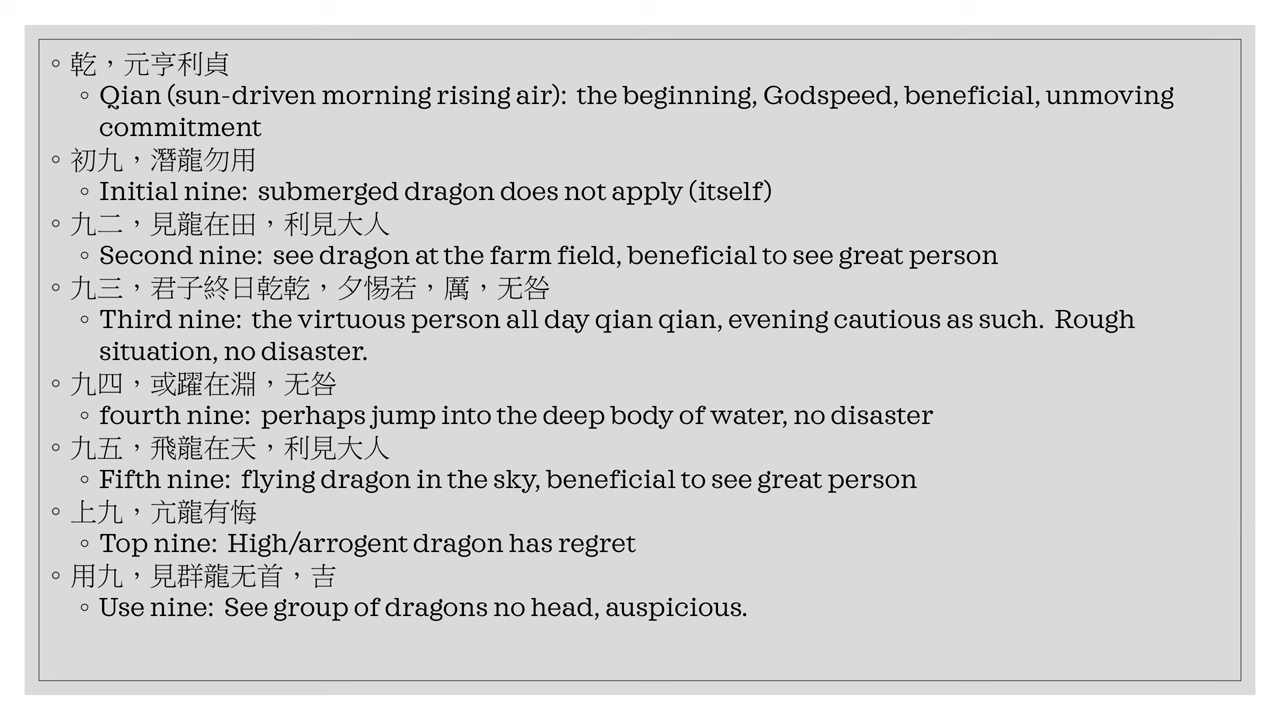 ◦ 乾，元亨利貞
◦ Qian (sun-driven morning rising air): the beginning, Godspeed, beneficial, unmoving
commitment
◦ 初九，潛龍勿用
◦ Initial nine: submerged dragon does not apply (itself)
◦ 九二，見龍在田，利見大人
◦ Second nine: see dragon at the farm field, beneficial to see great person
◦ 九三，君子終日乾乾，夕惕若，厲，无咎
◦ Third nine: the virtuous person all day qian qian, evening cautious as such. Rough
situation, no disaster.
◦ 九四，或躍在淵，无咎
◦ fourth nine: perhaps jump into the deep body of water, no disaster
◦ 九五，飛龍在天，利見大人
◦ Fifth nine: flying dragon in the sky, beneficial to see great person
◦ 上九，亢龍有悔
◦ Top nine: High/arrogent dragon has regret
◦ 用九，見群龍无首，吉
◦ Use nine: See group of dragons no head, auspicious.